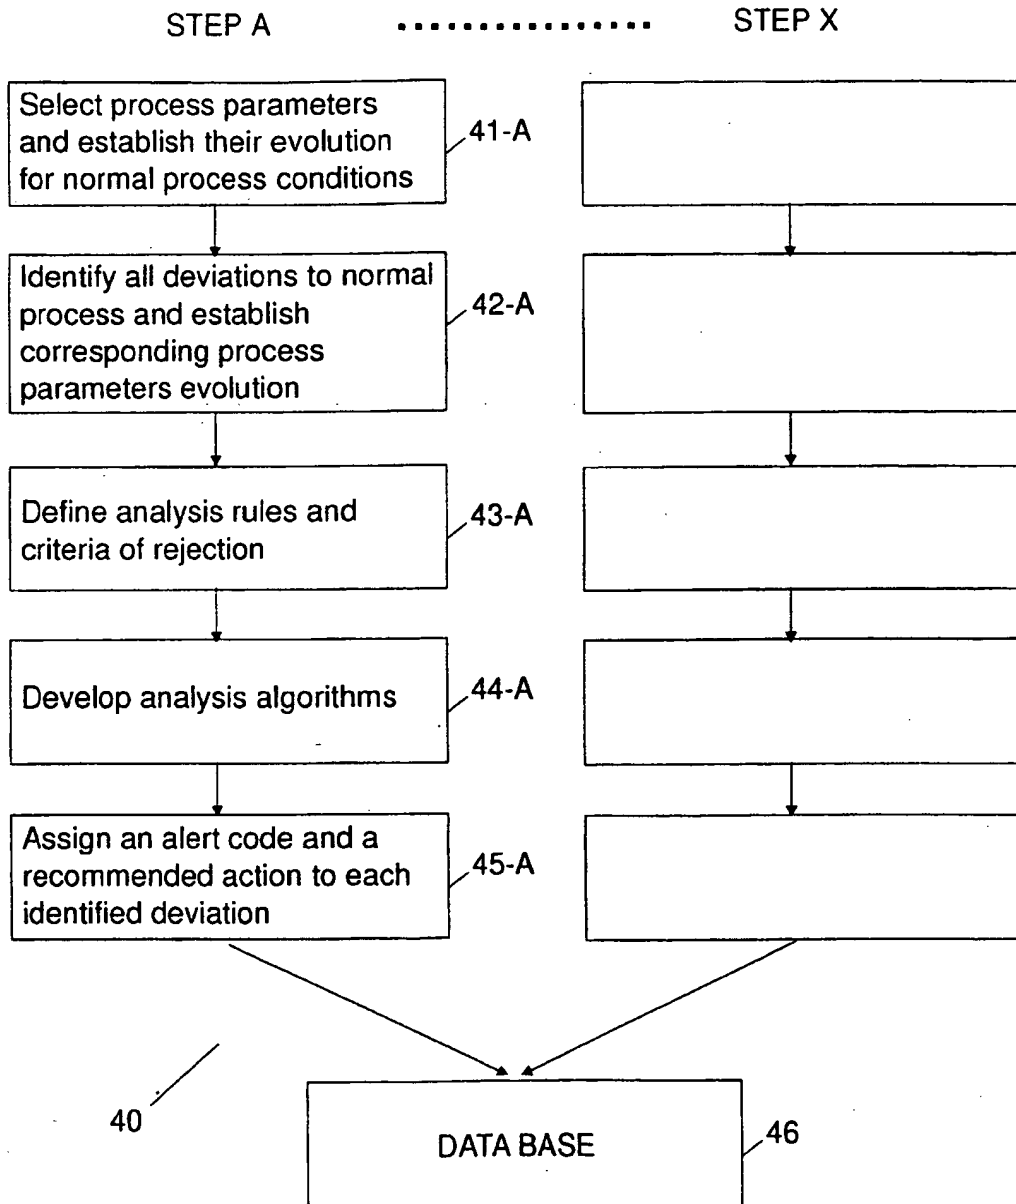 STEP A ................ STEP X
Select process parameters
and establish their evolution
for normal process conditions
41-A
Identify all deviations to normal
process and establish
corresponding process
parameters evolution
42-A
Define analysis rules and
criteria of rejection
43-A
Develop analysis algorithms
44-A
Assign an alert code and a
recommended action to each
identified deviation
45-A
40
DATA BASE
46